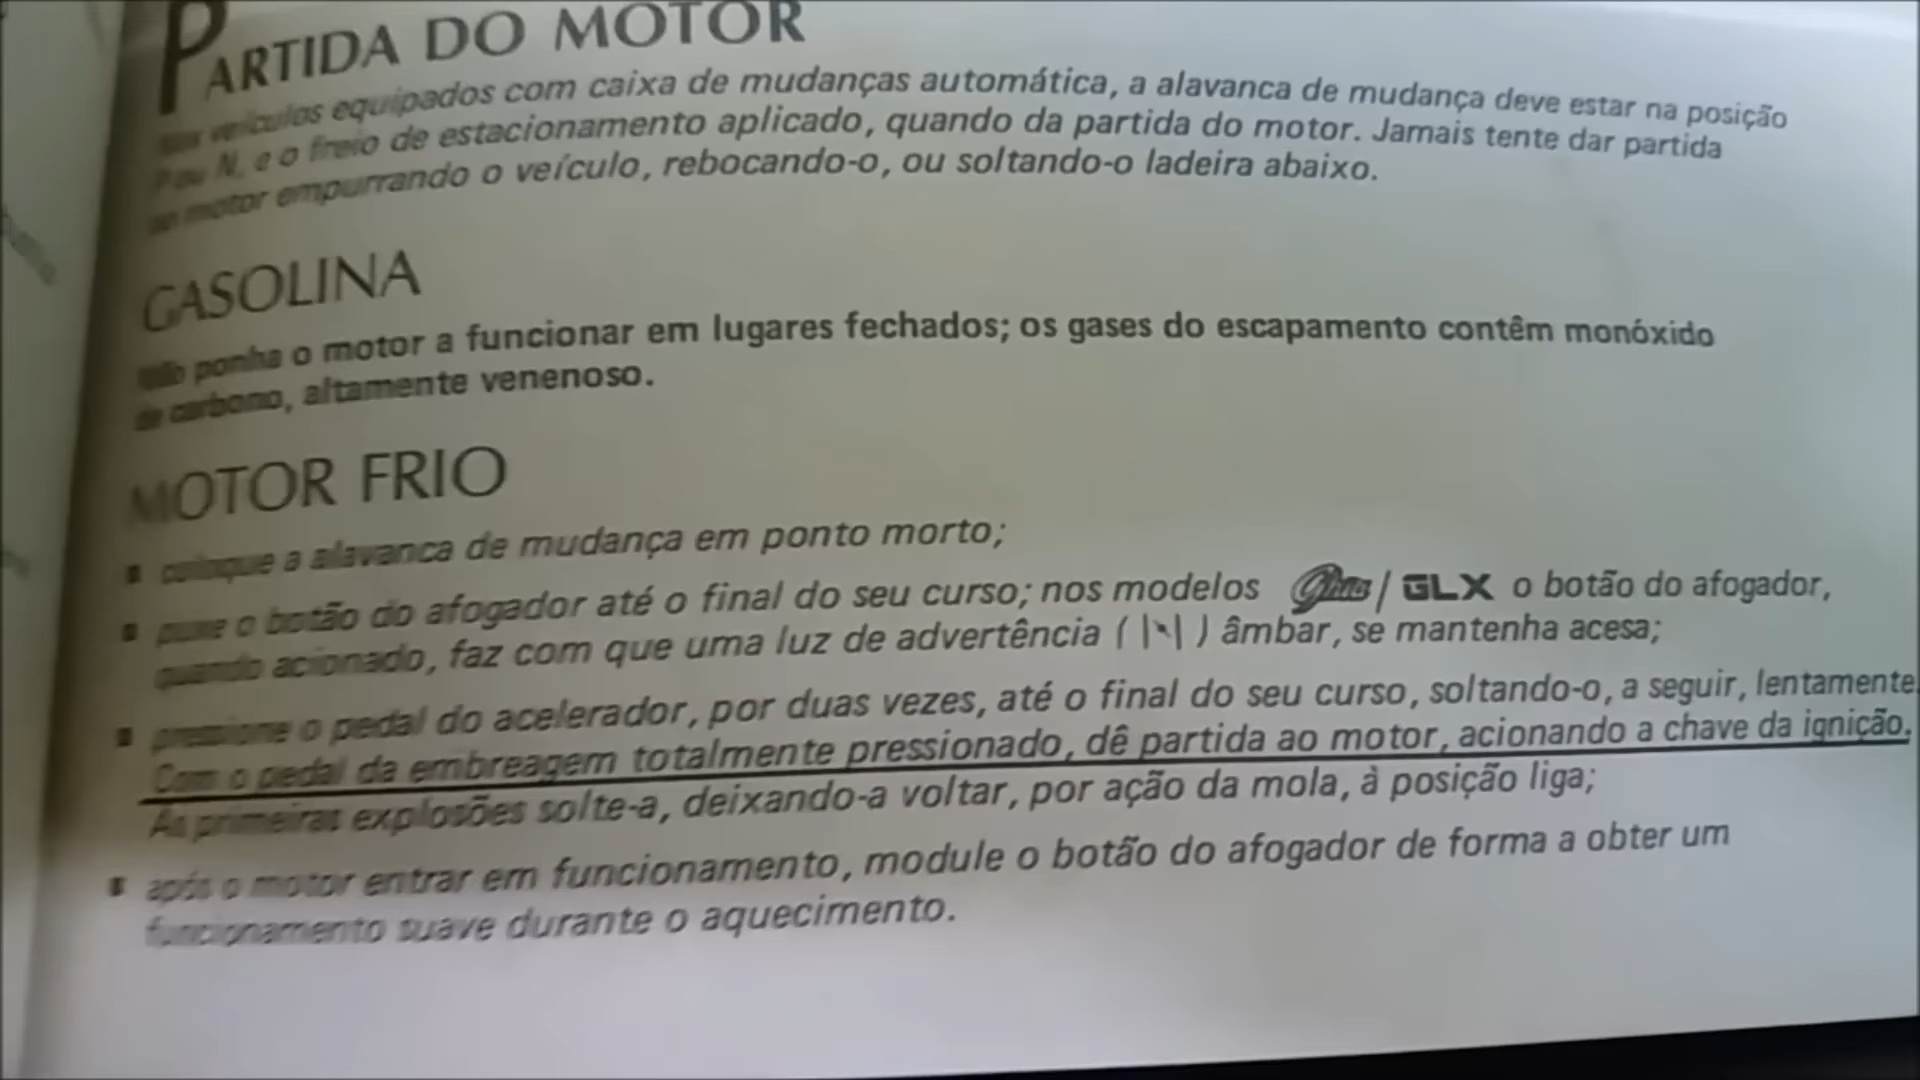 PARTIDA DO MOTOR
Nos veículos equipados com caixa de mudanças automática, a alavanca de mudança deve estar na posição
P ou N, e o freio de estacionamento aplicado, quando da partida do motor. Jamais tente dar partida
ao motor empurrando o veículo, rebocando-o, ou soltando-o ladeira abaixo.
GASOLINA
Não ponha o motor a funcionar em lugares fechados; os gases do escapamento contêm monóxido
de carbono, altamente venenoso.
MOTOR FRIO
▪ coloque a alavanca de mudança em ponto morto;
▪ puxe o botão do afogador até o final do seu curso; nos modelos Ghia / GLX o botão do afogador,
quando acionado, faz com que uma luz de advertência ( ) âmbar, se mantenha acesa;
▪ pressione o pedal do acelerador, por duas vezes, até o final do seu curso, soltando-o, a seguir, lentamente.
Com o pedal da embreagem totalmente pressionado, dê partida ao motor, acionando a chave da ignição.
As primeiras explosões solte-a, deixando-a voltar, por ação da mola, à posição liga;
▪ após o motor entrar em funcionamento, module o botão do afogador de forma a obter um
funcionamento suave durante o aquecimento.